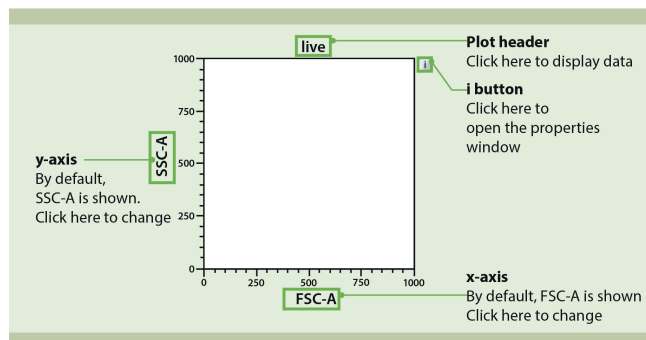 live
Plot header
Click here to display data
i
i button
Click here to
open the properties
window
1000
750
500
250
0
SSC-A
y-axis
By default,
SSC-A is shown.
Click here to change
0 250 500 750 1000
FSC-A
x-axis
By default, FSC-A is shown
Click here to change